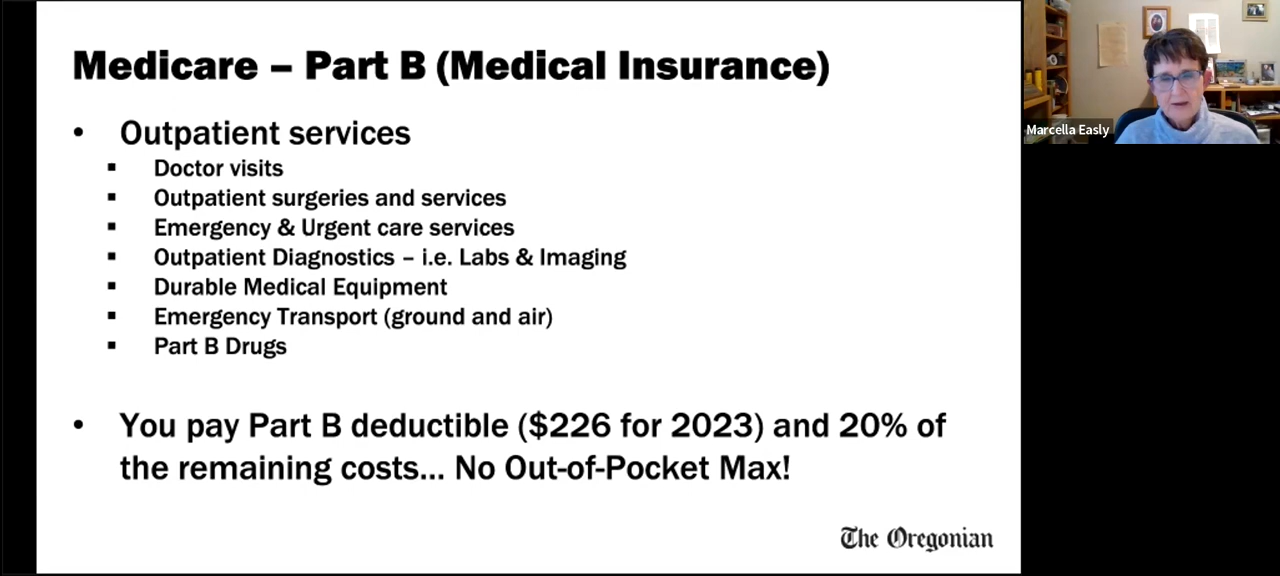 Medicare – Part B (Medical Insurance)
• Outpatient services
▪ Doctor visits
▪ Outpatient surgeries and services
▪ Emergency & Urgent care services
▪ Outpatient Diagnostics – i.e. Labs & Imaging
▪ Durable Medical Equipment
▪ Emergency Transport (ground and air)
▪ Part B Drugs
• You pay Part B deductible ($226 for 2023) and 20% of
the remaining costs... No Out-of-Pocket Max!
The Oregonian
Marcella Easly